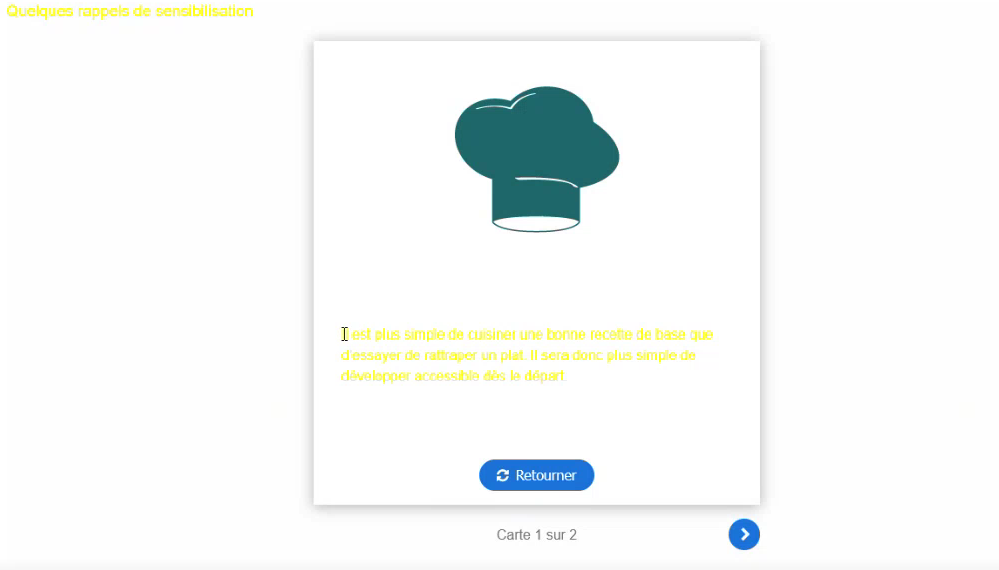 Quelques rappels de sensibilisation
Il est plus simple de cuisiner une bonne recette de base que
d'essayer de rattraper un plat. Il sera donc plus simple de
développer accessible dès le départ.
Retourner
Carte 1 sur 2